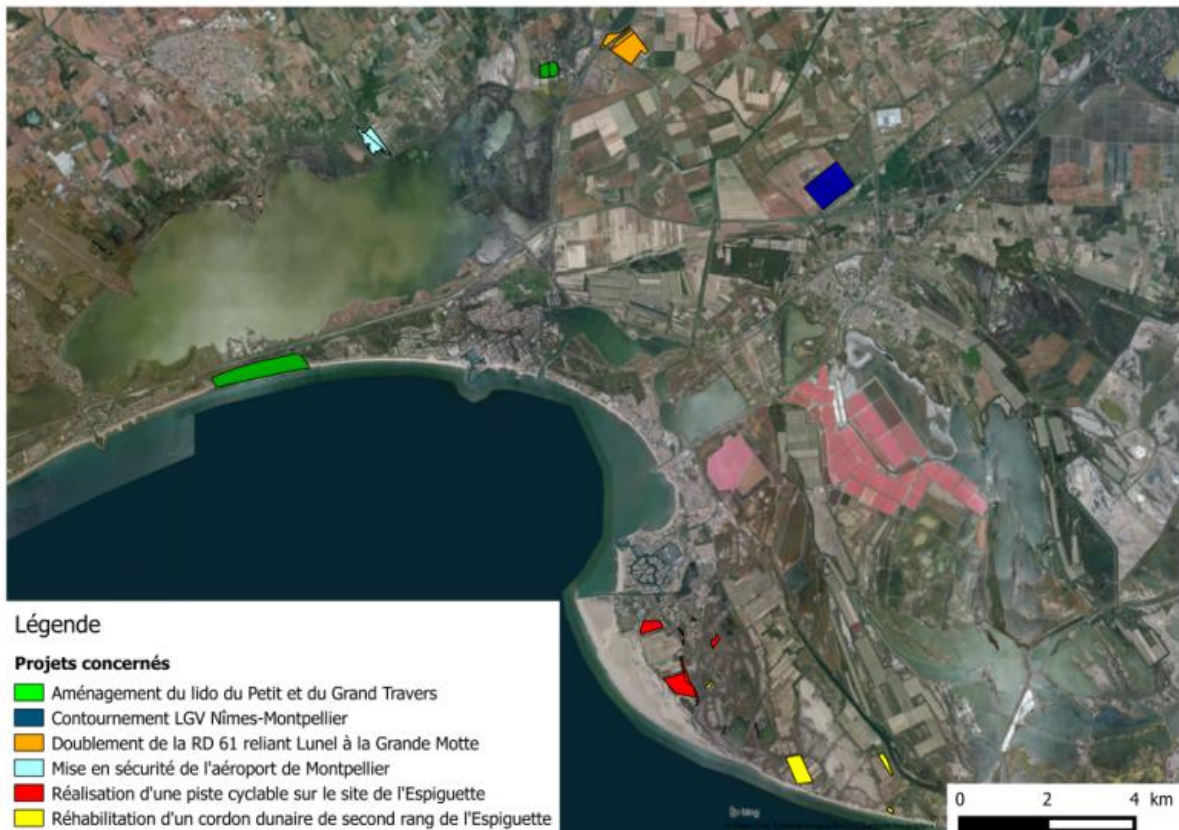 Légende
Projets concernés
Aménagement du lido du Petit et du Grand Travers
Contournement LGV Nîmes-Montpellier
Doublement de la RD 61 reliant Lunel à la Grande Motte
Mise en sécurité de l'aéroport de Montpellier
Réalisation d'une piste cyclable sur le site de l'Espiguette
Réhabilitation d'un cordon dunaire de second rang de l'Espiguette
0 2 4 km